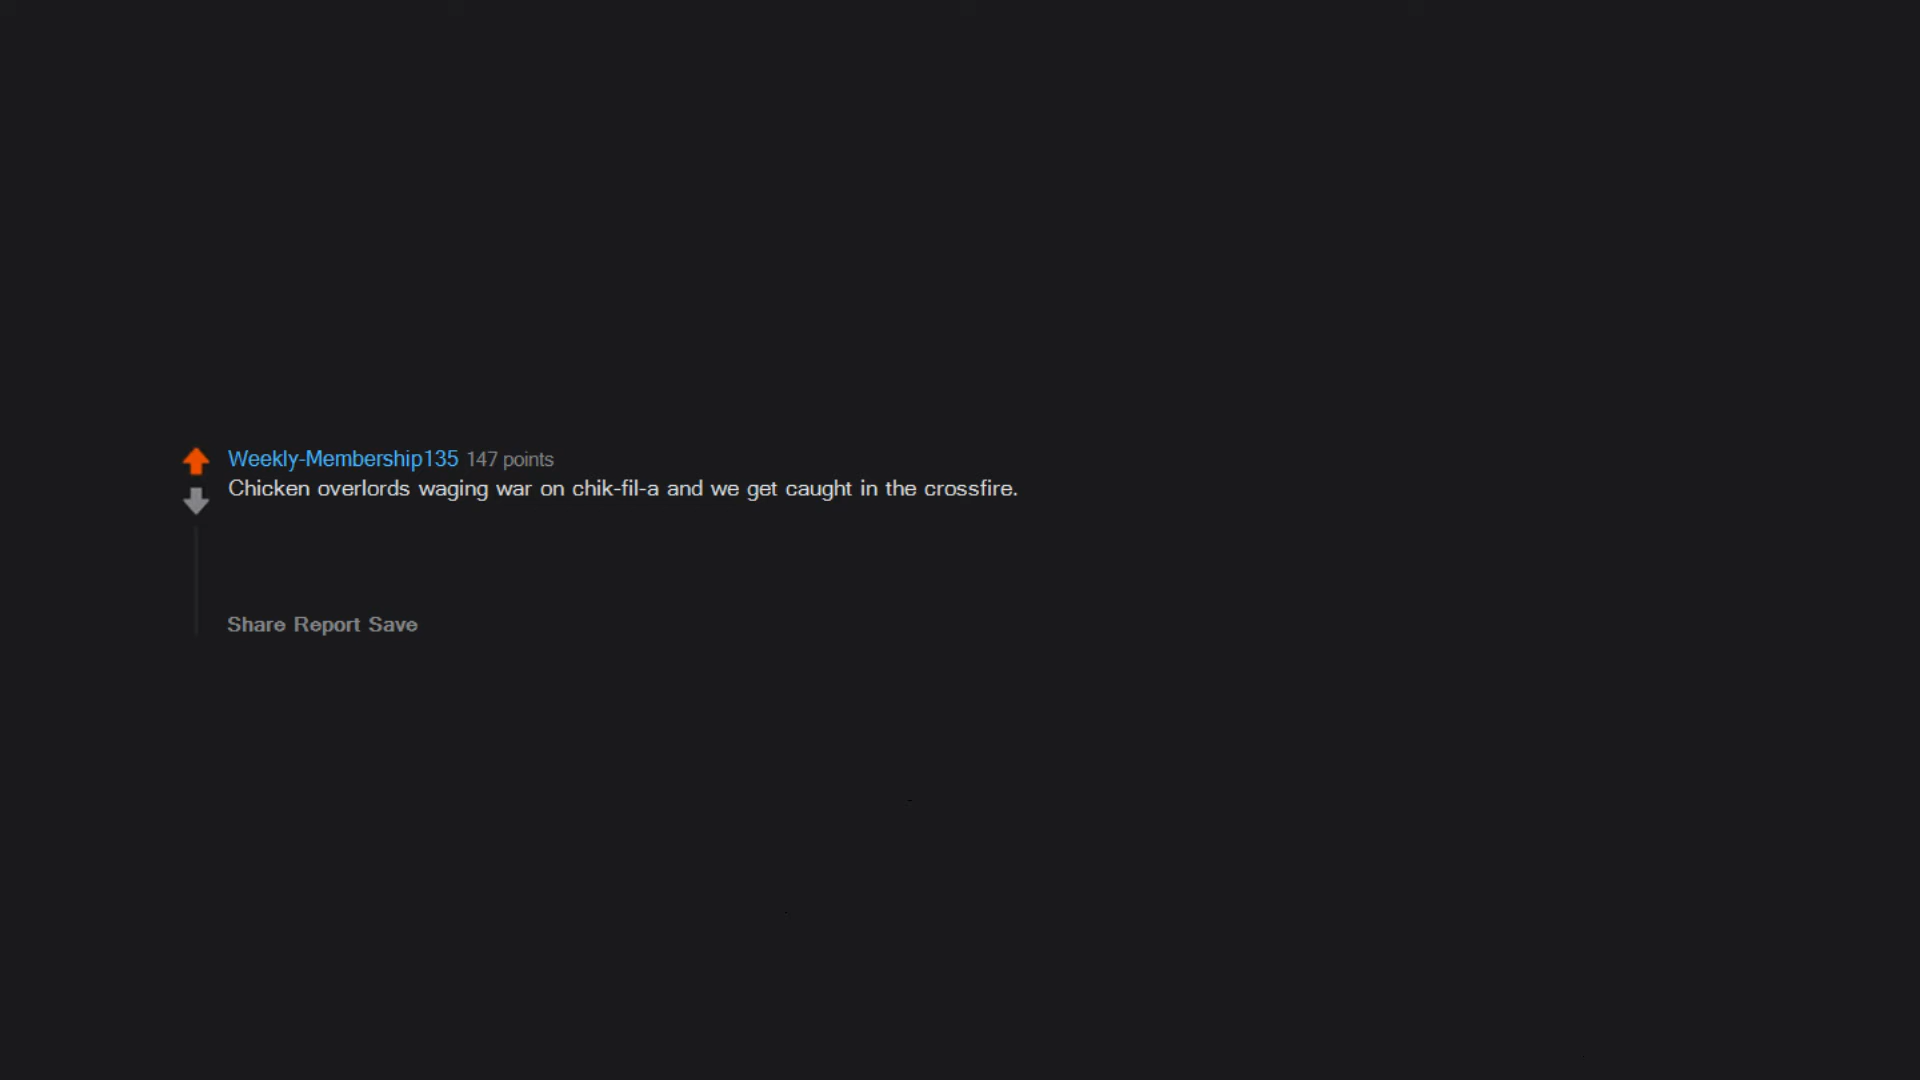 Weekly-Membership135 147 points
Chicken overlords waging war on chik-fil-a and we get caught in the crossfire.
Share Report Save